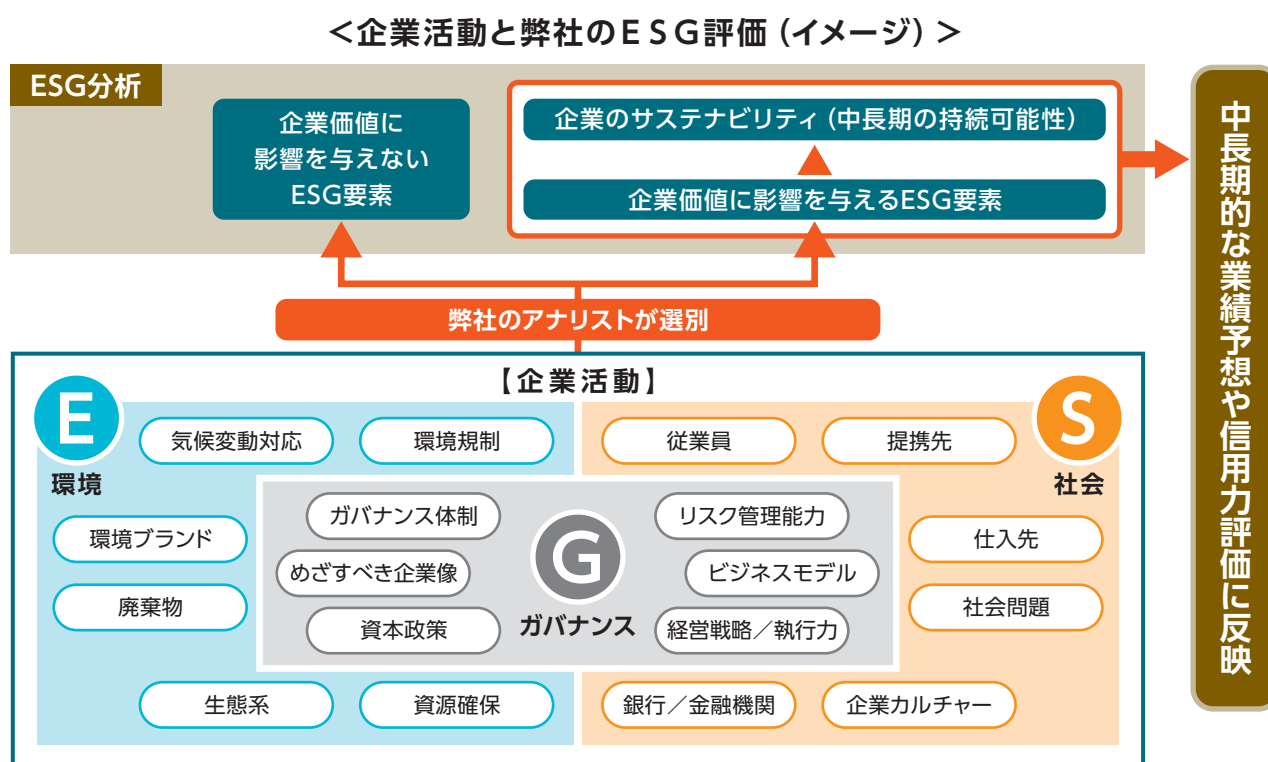 ＜企業活動と弊社のＥＳＧ評価（イメージ）＞
ESG分析
企業価値に
影響を与えない
ESG要素
企業のサステナビリティ（中長期の持続可能性）
企業価値に影響を与えるESG要素
中長期的な業績予想や信用力評価に反映
弊社のアナリストが選別
【企業活動】
E
環境
S
社会
気候変動対応
環境規制
従業員
提携先
環境ブランド
廃棄物
ガバナンス体制
めざすべき企業像
資本政策
G
ガバナンス
リスク管理能力
ビジネスモデル
経営戦略／執行力
仕入先
社会問題
生態系
資源確保
銀行／金融機関
企業カルチャー